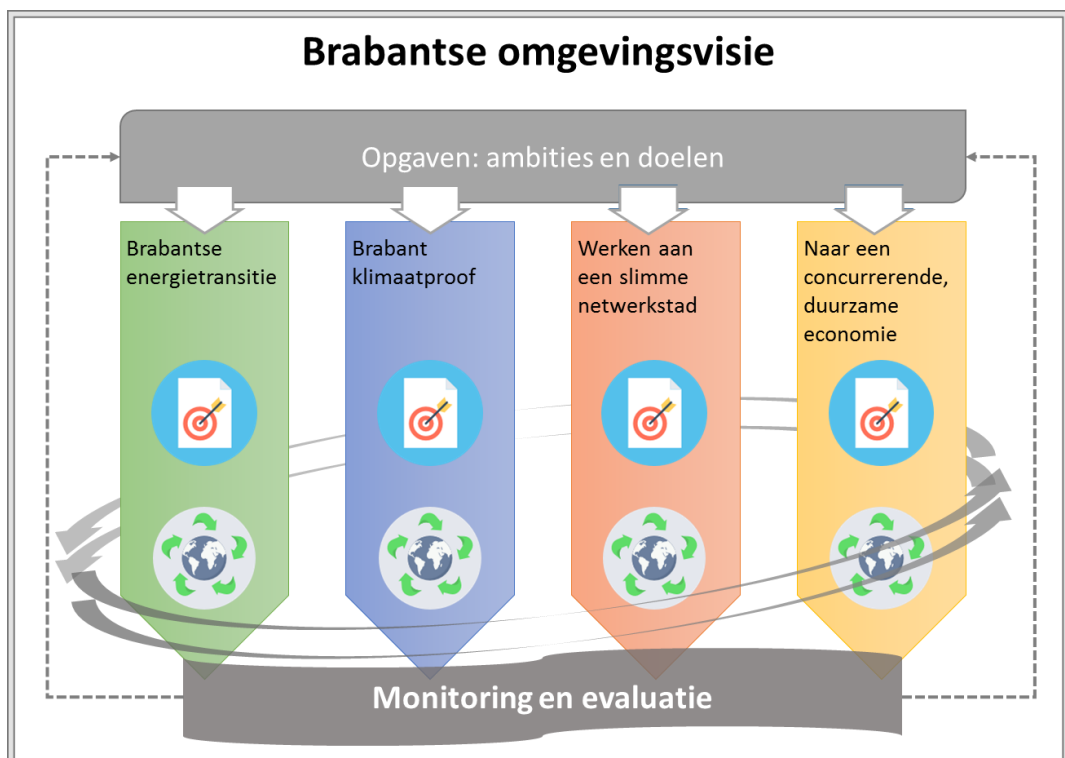 Brabantse omgevingsvisie
Opgaven: ambities en doelen
Brabantse
energietransitie
Brabant
klimaatproof
Werken aan
een slimme
netwerkstad
Naar een
concurrerende,
duurzame
economie
Monitoring en evaluatie